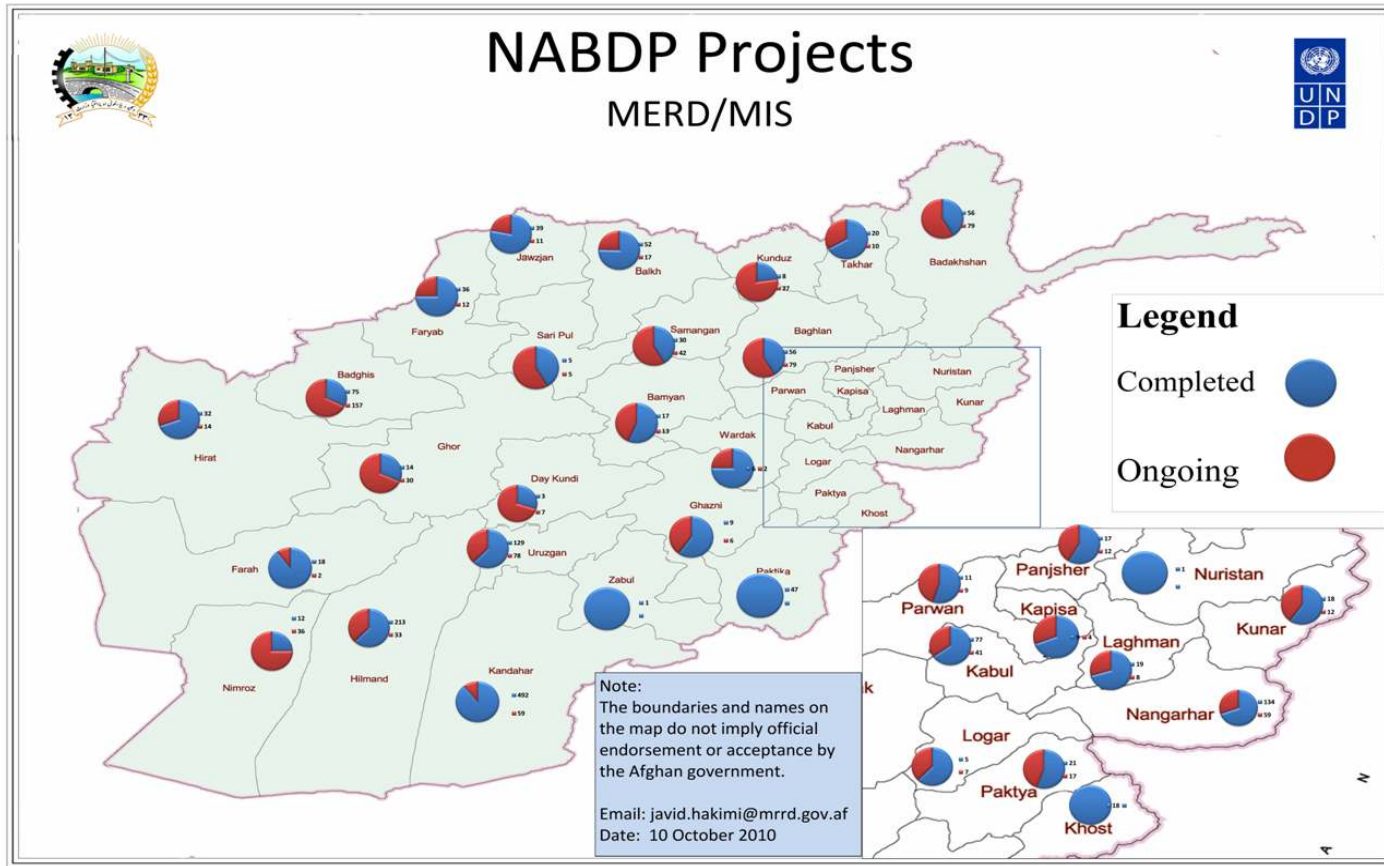 NABDP Projects
MERD/MIS
U N
D P
39
11
Jawzjan
52
17
Balkh
8
27
Kunduz
20
10
Takhar
56
79
Badakhshan
36
12
Faryab
5
5
Sari Pul
30
42
Samangan
56
79
Baghlan
75
157
Badghis
32
14
Hirat
14
30
Ghor
17
13
Bamyan
3
7
Day Kundi
2
Wardak
9
6
Ghazni
129
78
Uruzgan
18
2
Farah
12
36
Nimroz
213
33
Hilmand
492
59
Kandahar
1
Zabul
47
Paktika
Panjsher
Parwan
Kapisa
Nuristan
Laghman
Kunar
Kabul
Nangarhar
Logar
Paktya
Khost
Legend
Completed
Ongoing
17
12
Panjsher
1
Nuristan
11
9
Parwan
4
Kapisa
18
12
Kunar
77
41
Kabul
19
8
Laghman
134
59
Nangarhar
5
7
Logar
21
17
Paktya
18
Khost
ak
N
A
Note:
The boundaries and names on
the map do not imply official
endorsement or acceptance by
the Afghan government.
Email: javid.hakimi@mrrd.gov.af
Date: 10 October 2010